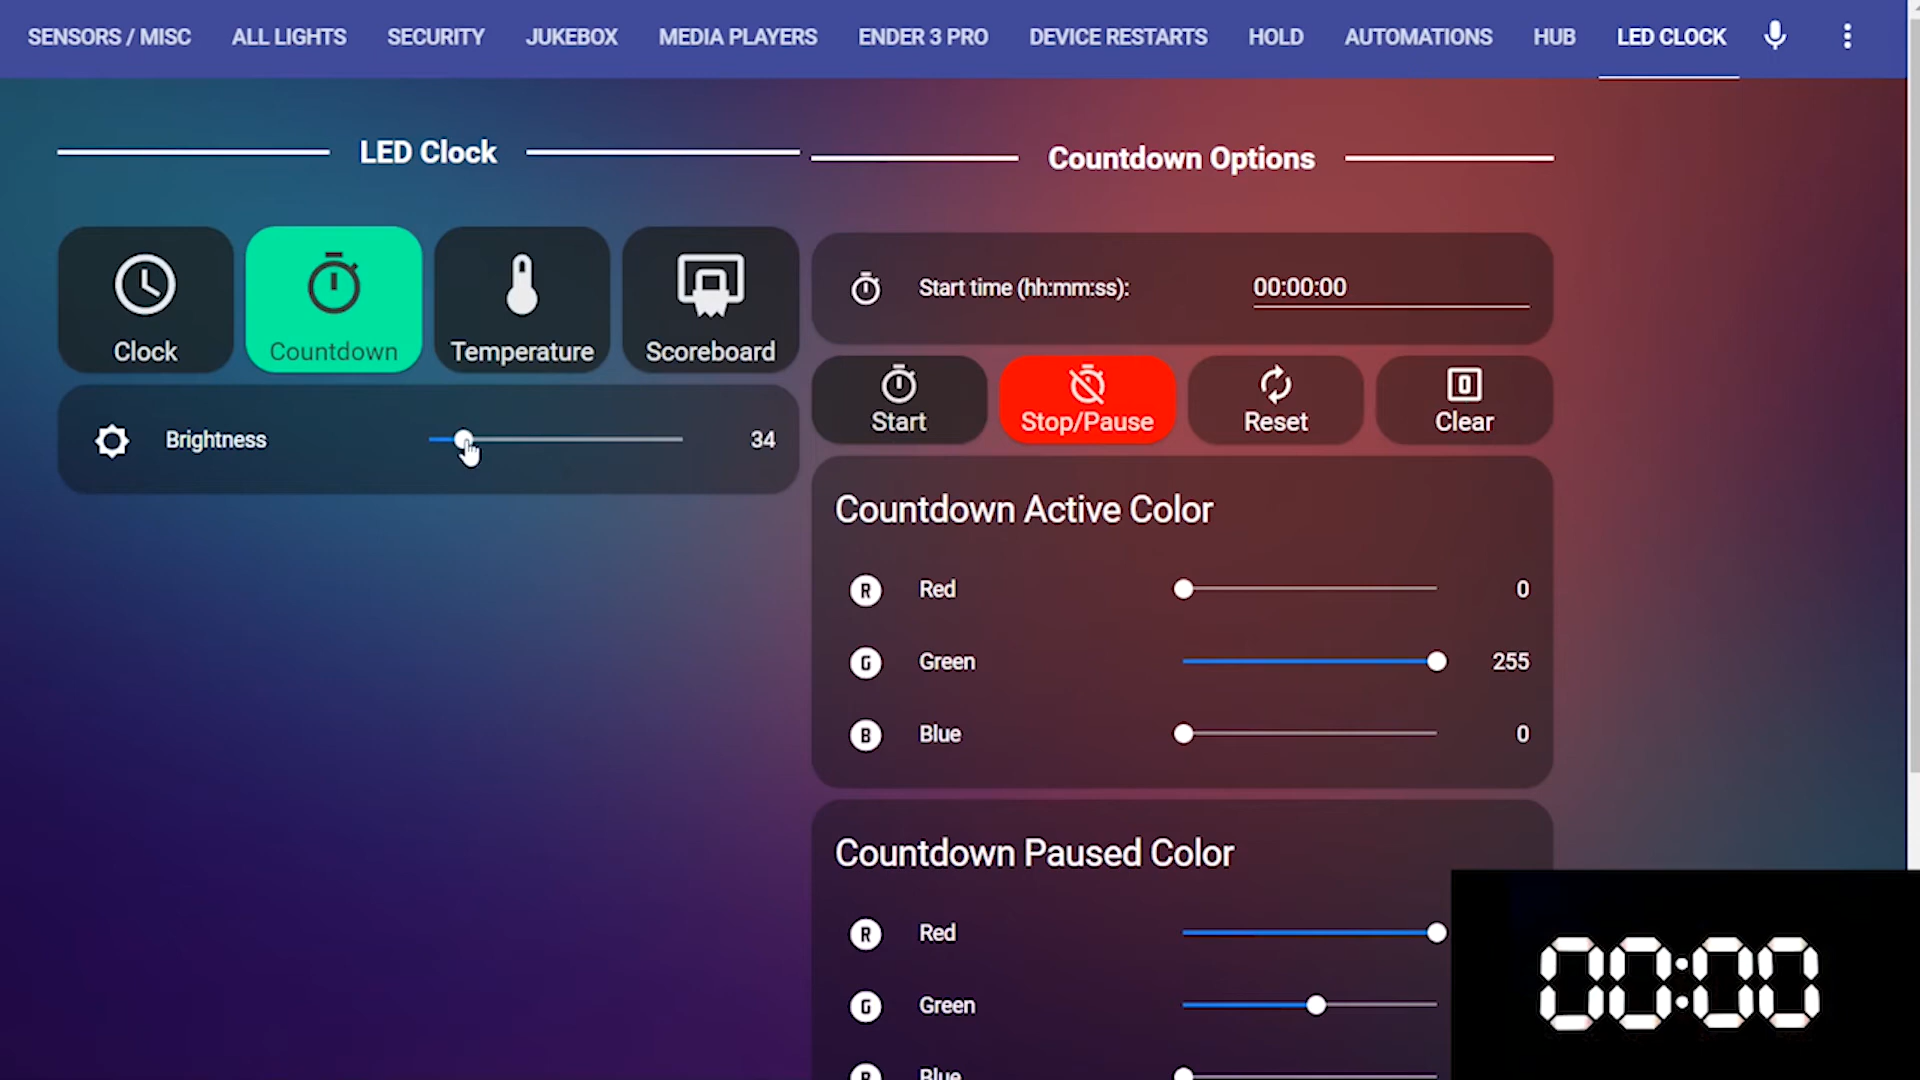 SENSORS / MISC ALL LIGHTS SECURITY JUKEBOX MEDIA PLAYERS ENDER 3 PRO DEVICE RESTARTS HOLD AUTOMATIONS HUB LED CLOCK
LED Clock
Clock Countdown Temperature Scoreboard
Brightness 34
Countdown Options
Start time (hh:mm:ss): 00:00:00
Start Stop/Pause Reset Clear
Countdown Active Color
R Red 0
G Green 255
B Blue 0
Countdown Paused Color
R Red
G Green
B Blue
00:00